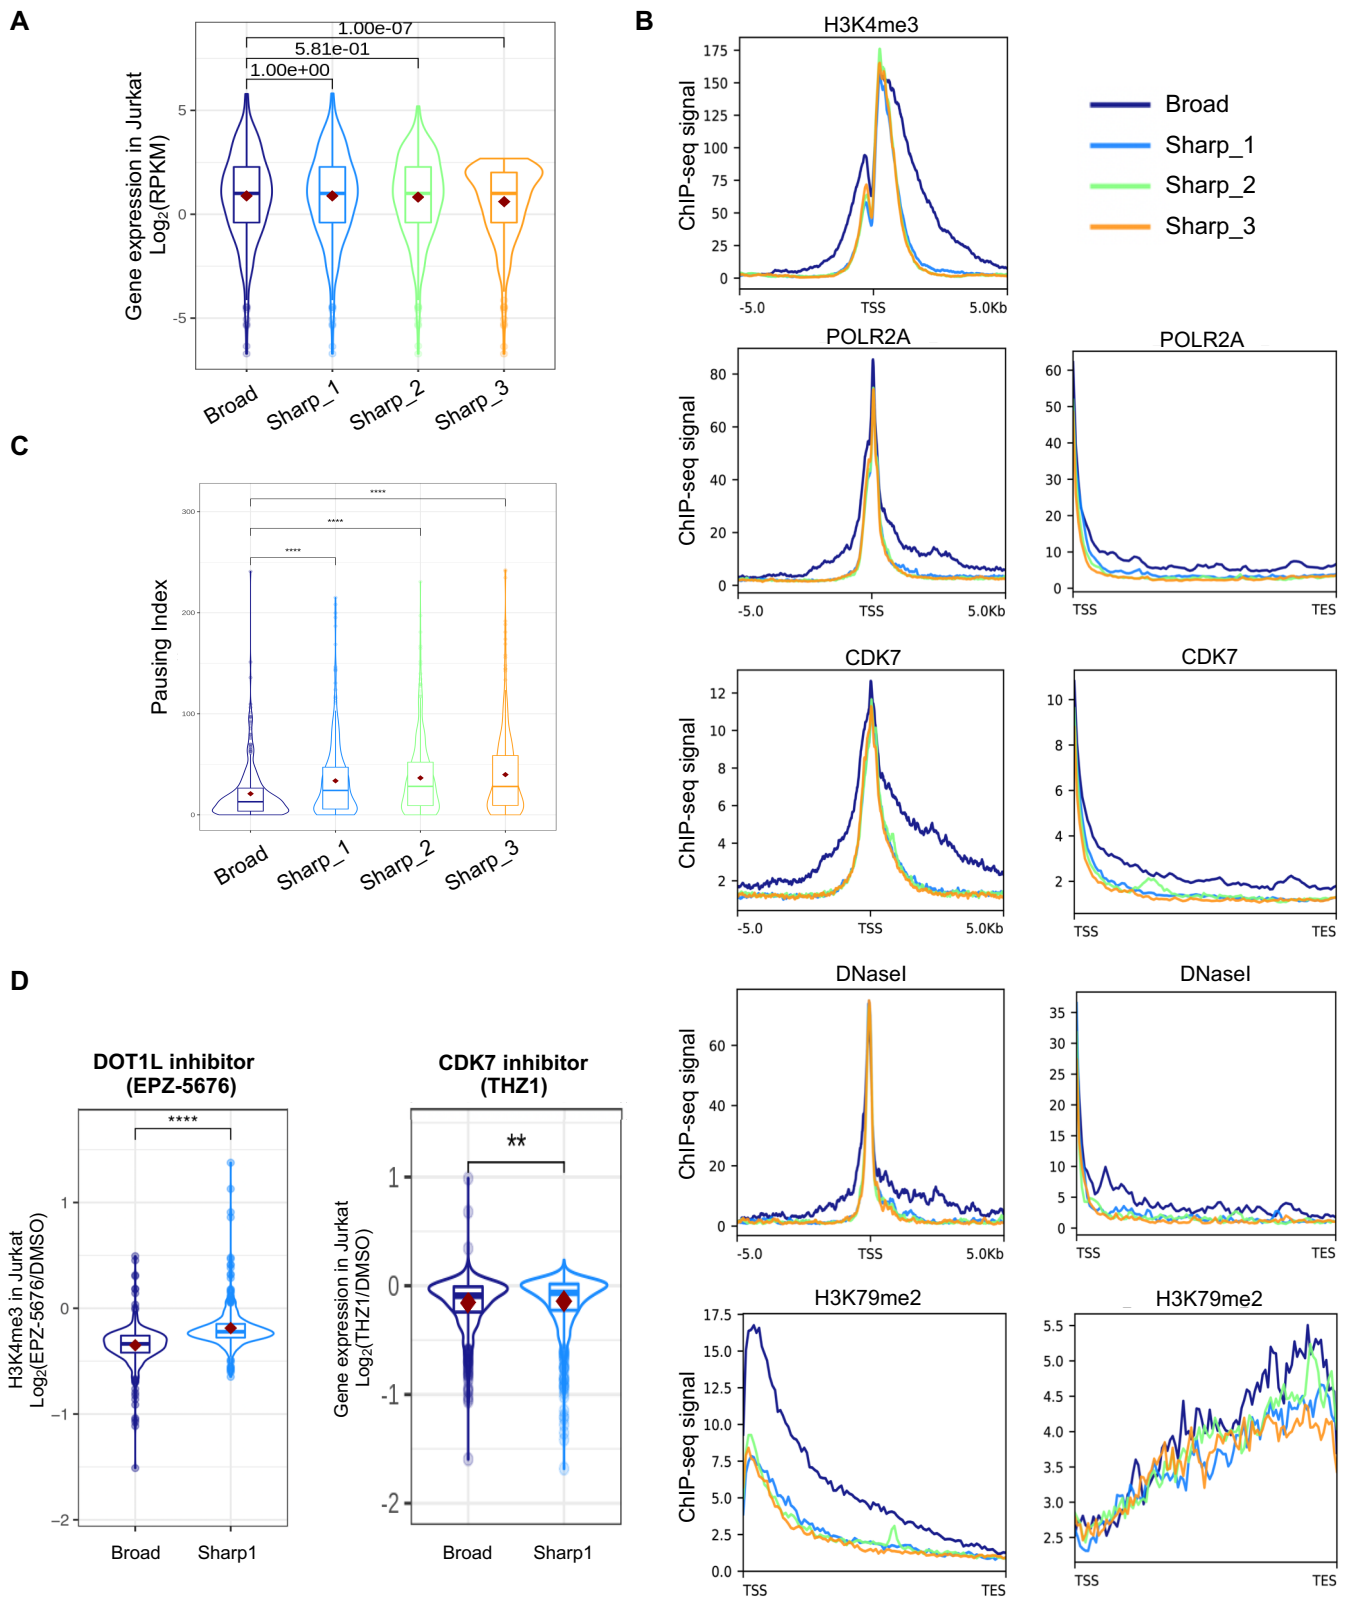 A
1.00e-07
5.81e-01
1.00e+00
Gene expression in Jurkat
Log₂(RPKM)
5
0
-5
Broad
Sharp_1
Sharp_2
Sharp_3
B
H3K4me3
ChIP-seq signal
175
150
125
100
75
50
25
0
-5.0
TSS
5.0Kb
Broad
Sharp_1
Sharp_2
Sharp_3
POLR2A
ChIP-seq signal
80
60
40
20
0
-5.0
TSS
5.0Kb
POLR2A
60
50
40
30
20
10
0
TSS
TES
CDK7
ChIP-seq signal
12
10
8
6
4
2
-5.0
TSS
5.0Kb
CDK7
10
8
6
4
2
TSS
TES
DNaseI
ChIP-seq signal
60
40
20
0
-5.0
TSS
5.0Kb
DNaseI
35
30
25
20
15
10
5
0
TSS
TES
H3K79me2
ChIP-seq signal
17.5
15.0
12.5
10.0
7.5
5.0
2.5
0.0
TSS
TES
H3K79me2
5.5
5.0
4.5
4.0
3.5
3.0
2.5
TSS
TES
C
****
****
****
Pausing Index
300
200
100
0
Broad
Sharp_1
Sharp_2
Sharp_3
D
DOT1L inhibitor
(EPZ-5676)
****
H3K4me3 in Jurkat
Log₂(EPZ-5676/DMSO)
1
0
−1
−2
Broad
Sharp1
CDK7 inhibitor
(THZ1)
**
Gene expression in Jurkat
Log₂(THZ1/DMSO)
1
0
-1
-2
Broad
Sharp1